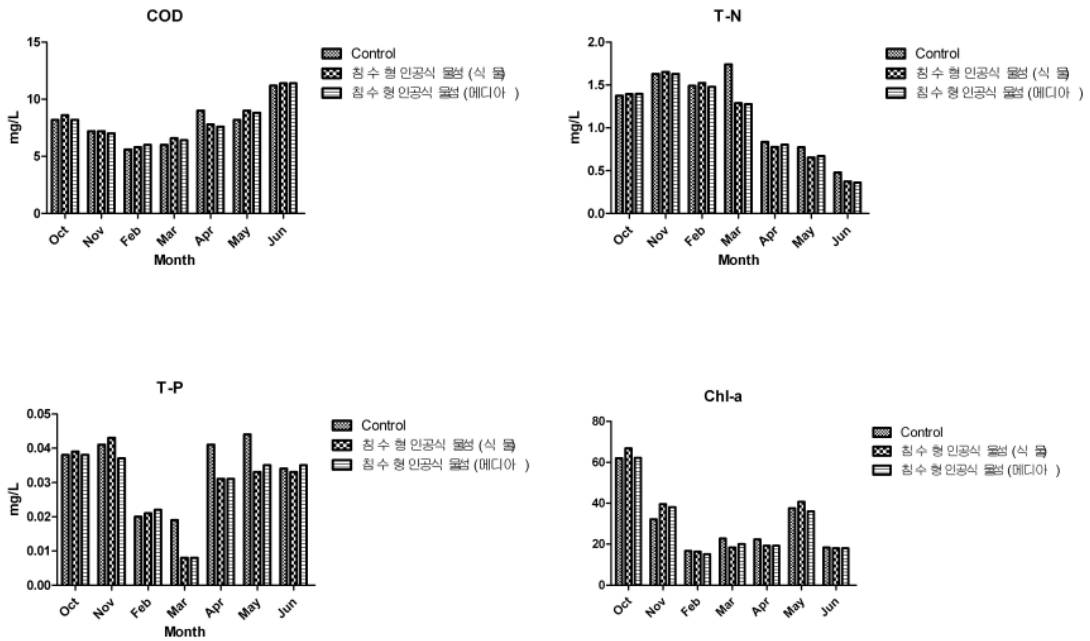 COD
15
10
5
0
mg/L
Oct
Nov
Feb
Mar
Apr
May
Jun
Month
Control
침수형인공식물섬(식물)
침수형인공식물섬(메디아)
T-N
2.0
1.5
1.0
0.5
0.0
mg/L
Oct
Nov
Feb
Mar
Apr
May
Jun
Month
Control
침수형인공식물섬(식물)
침수형인공식물섬(메디아)
T-P
0.05
0.04
0.03
0.02
0.01
0.00
mg/L
Oct
Nov
Feb
Mar
Apr
May
Jun
Month
Control
침수형인공식물섬(식물)
침수형인공식물섬(메디아)
Chl-a
80
60
40
20
0
Oct
Nov
Feb
Mar
Apr
May
Jun
Control
침수형인공식물섬(식물)
침수형인공식물섬(메디아)